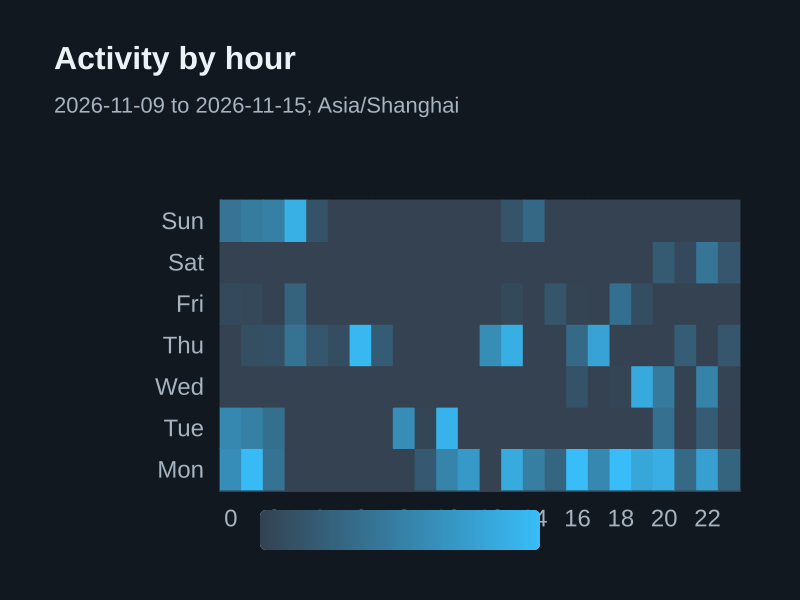 Activity by hour
2026-11-09 to 2026-11-15; Asia/Shanghai
Sun
Sat
Fri
Thu
Wed
Tue
Mon
0 16 18 20 22